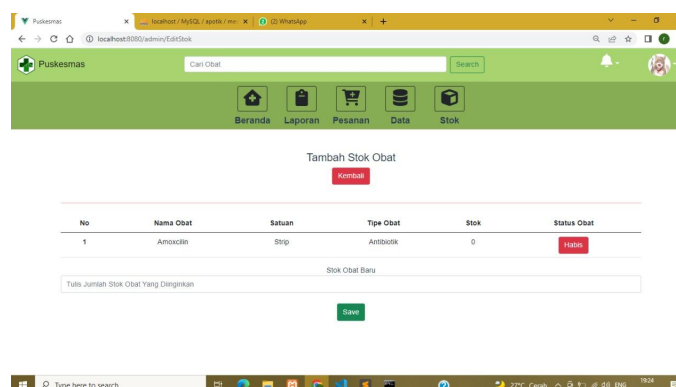 Puskesmas
localhost / MySQL / apotik / me
(2) WhatsApp
localhost:8080/admin/EditStok
Puskesmas
Cari Obat
Search
Beranda Laporan Pesanan Data Stok
Tambah Stok Obat
Kembali
No Nama Obat Satuan Tipe Obat Stok Status Obat
1 Amoxcilin Strip Antibiotik 0 Habis
Stok Obat Baru
Tulis Jumlah Stok Obat Yang Diinginkan
Save
Type here to search
27°C Cerah ENG 19:24